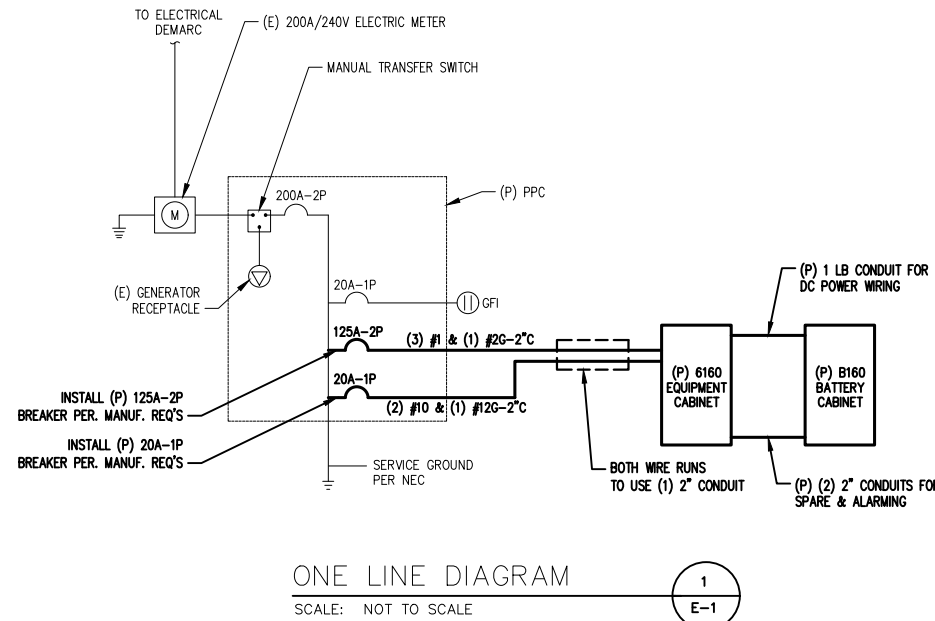 TO ELECTRICAL
DEMARC
(E) 200A/240V ELECTRIC METER
MANUAL TRANSFER SWITCH
200A-2P
(P) PPC
M
(E) GENERATOR
RECEPTACLE
20A-1P
GFI
125A-2P
(3) #1 & (1) #2G-2"C
20A-1P
(2) #10 & (1) #12G-2"C
INSTALL (P) 125A-2P
BREAKER PER. MANUF. REQ'S
INSTALL (P) 20A-1P
BREAKER PER. MANUF. REQ'S
SERVICE GROUND
PER NEC
BOTH WIRE RUNS
TO USE (1) 2" CONDUIT
(P) 6160
EQUIPMENT
CABINET
(P) B160
BATTERY
CABINET
(P) 1 LB CONDUIT FOR
DC POWER WIRING
(P) (2) 2" CONDUITS FOR
SPARE & ALARMING
ONE LINE DIAGRAM
SCALE: NOT TO SCALE
1
E-1